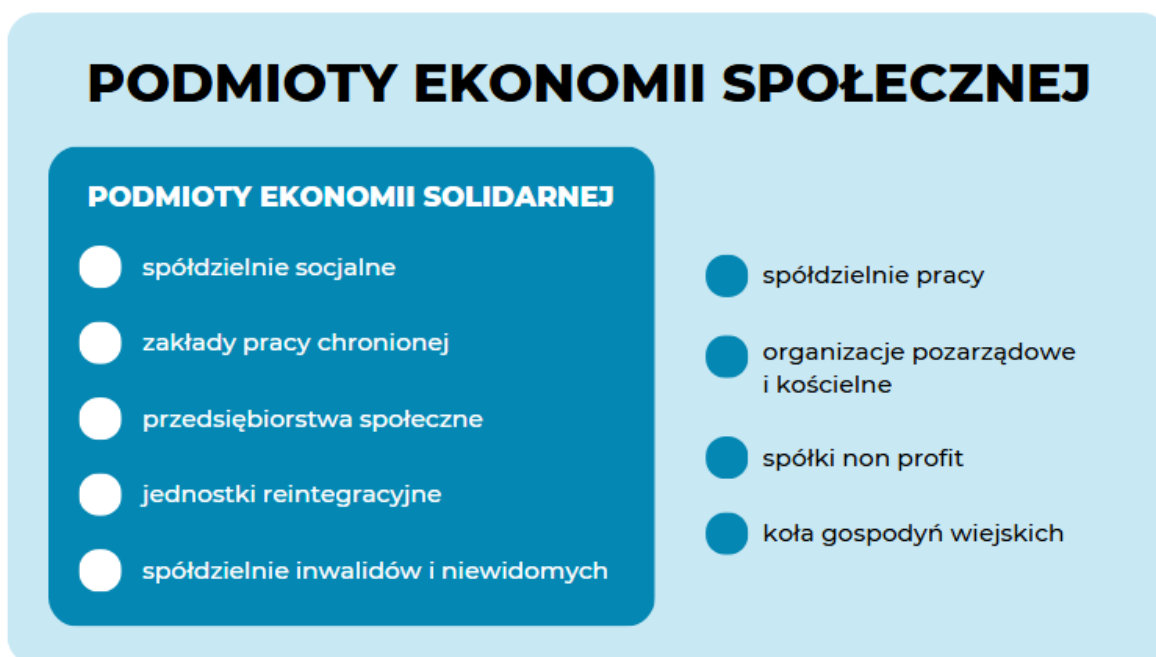 PODMIOTY EKONOMII SPOŁECZNEJ
PODMIOTY EKONOMII SOLIDARNEJ
spółdzielnie socjalne
zakłady pracy chronionej
przedsiębiorstwa społeczne
jednostki reintegracyjne
spółdzielnie inwalidów i niewidomych
spółdzielnie pracy
organizacje pozarządowe
i kościelne
spółki non profit
koła gospodyń wiejskich